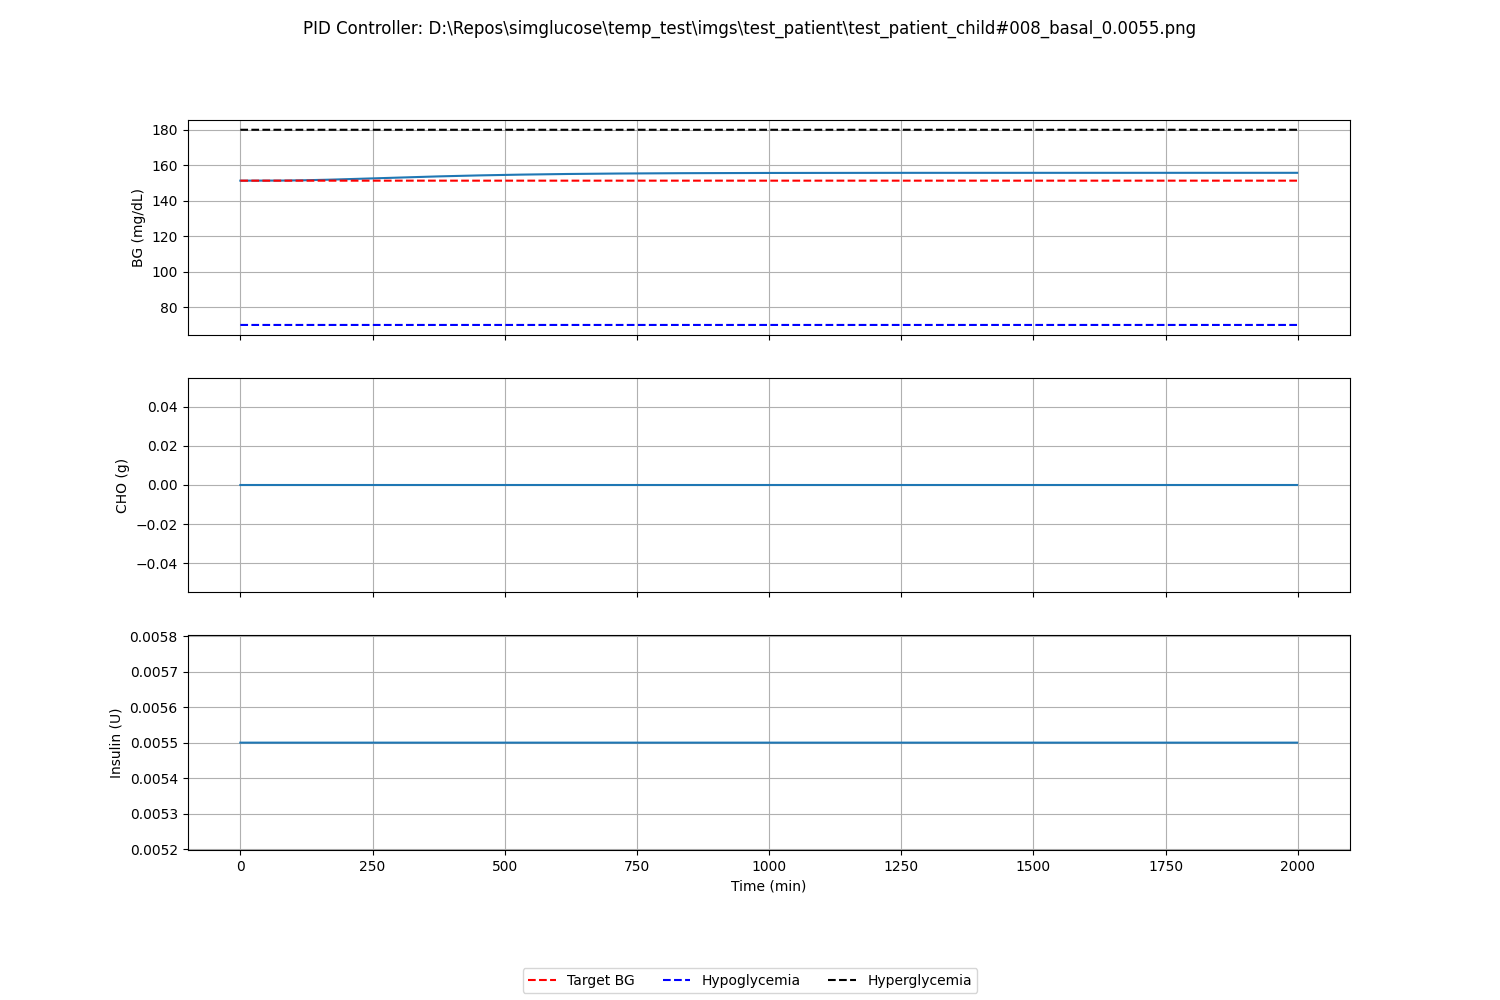 PID Controller: D:\Repos\simglucose\temp_test\imgs\test_patient\test_patient_child#008_basal_0.0055.png
180
160
140
120
100
80
BG (mg/dL)
0.04
0.02
0.00
−0.02
−0.04
CHO (g)
0.0058
0.0057
0.0056
0.0055
0.0054
0.0053
0.0052
Insulin (U)
0 250 500 750 1000 1250 1500 1750 2000
Time (min)
Target BG Hypoglycemia Hyperglycemia